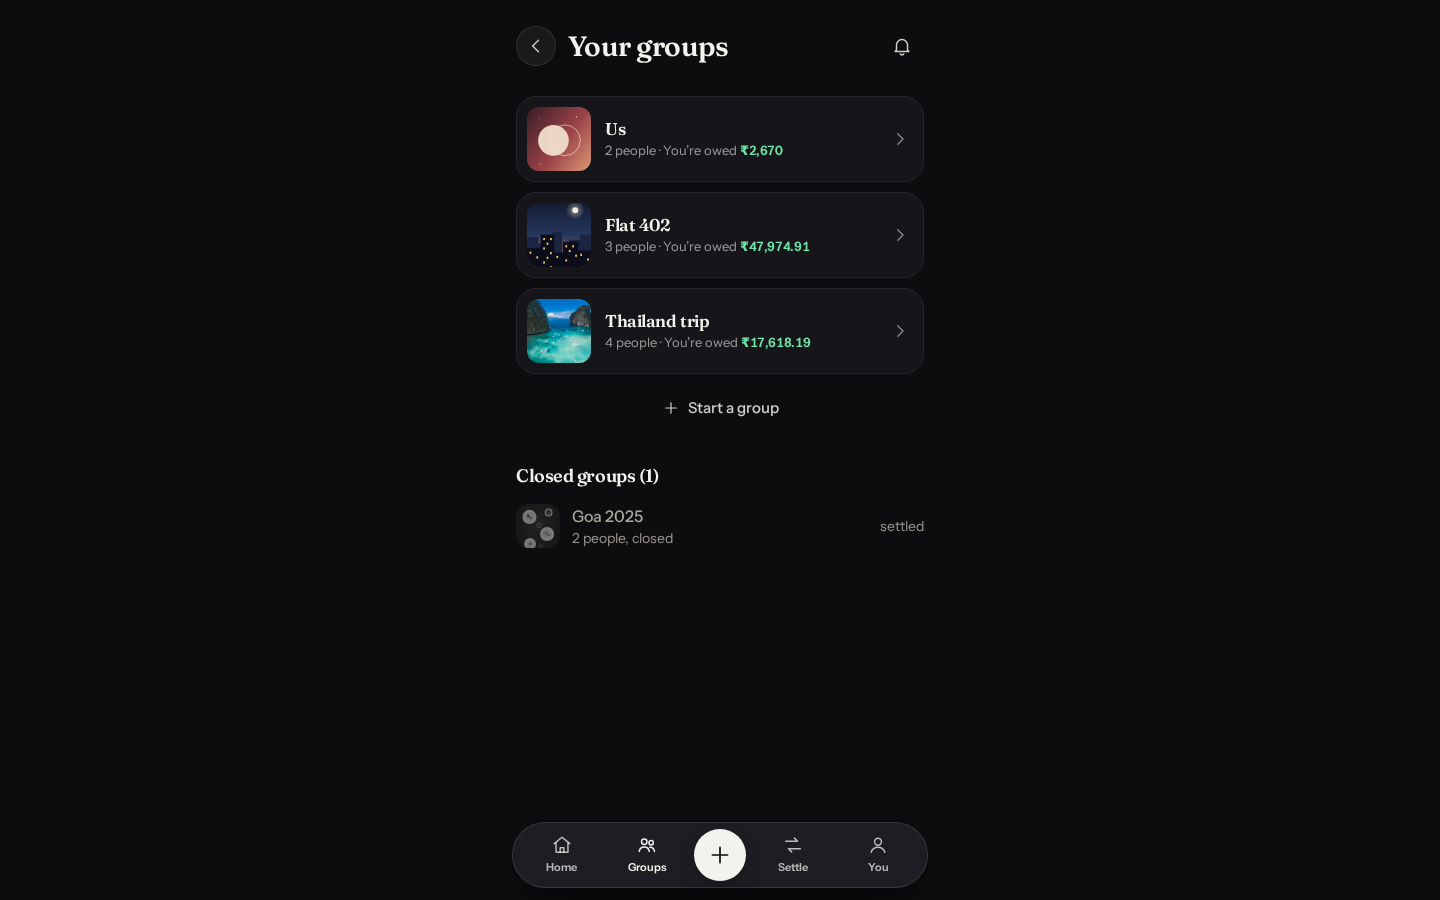 Your groups
Us
2 people · You're owed ₹2,670
Flat 402
3 people · You're owed ₹47,974.91
Thailand trip
4 people · You're owed ₹17,618.19
Start a group
Closed groups (1)
Goa 2025
2 people, closed
settled
Home
Groups
Settle
You